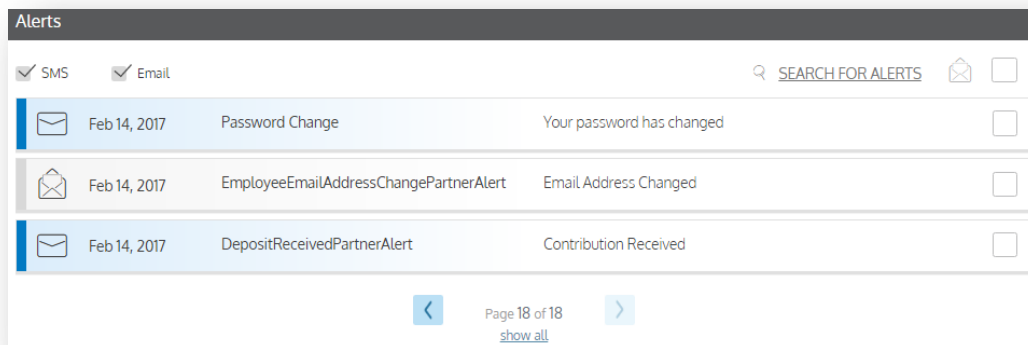 Alerts
SMS Email SEARCH FOR ALERTS
Feb 14, 2017 Password Change Your password has changed
Feb 14, 2017 EmployeeEmailAddressChangePartnerAlert Email Address Changed
Feb 14, 2017 DepositReceivedPartnerAlert Contribution Received
Page 18 of 18
show all